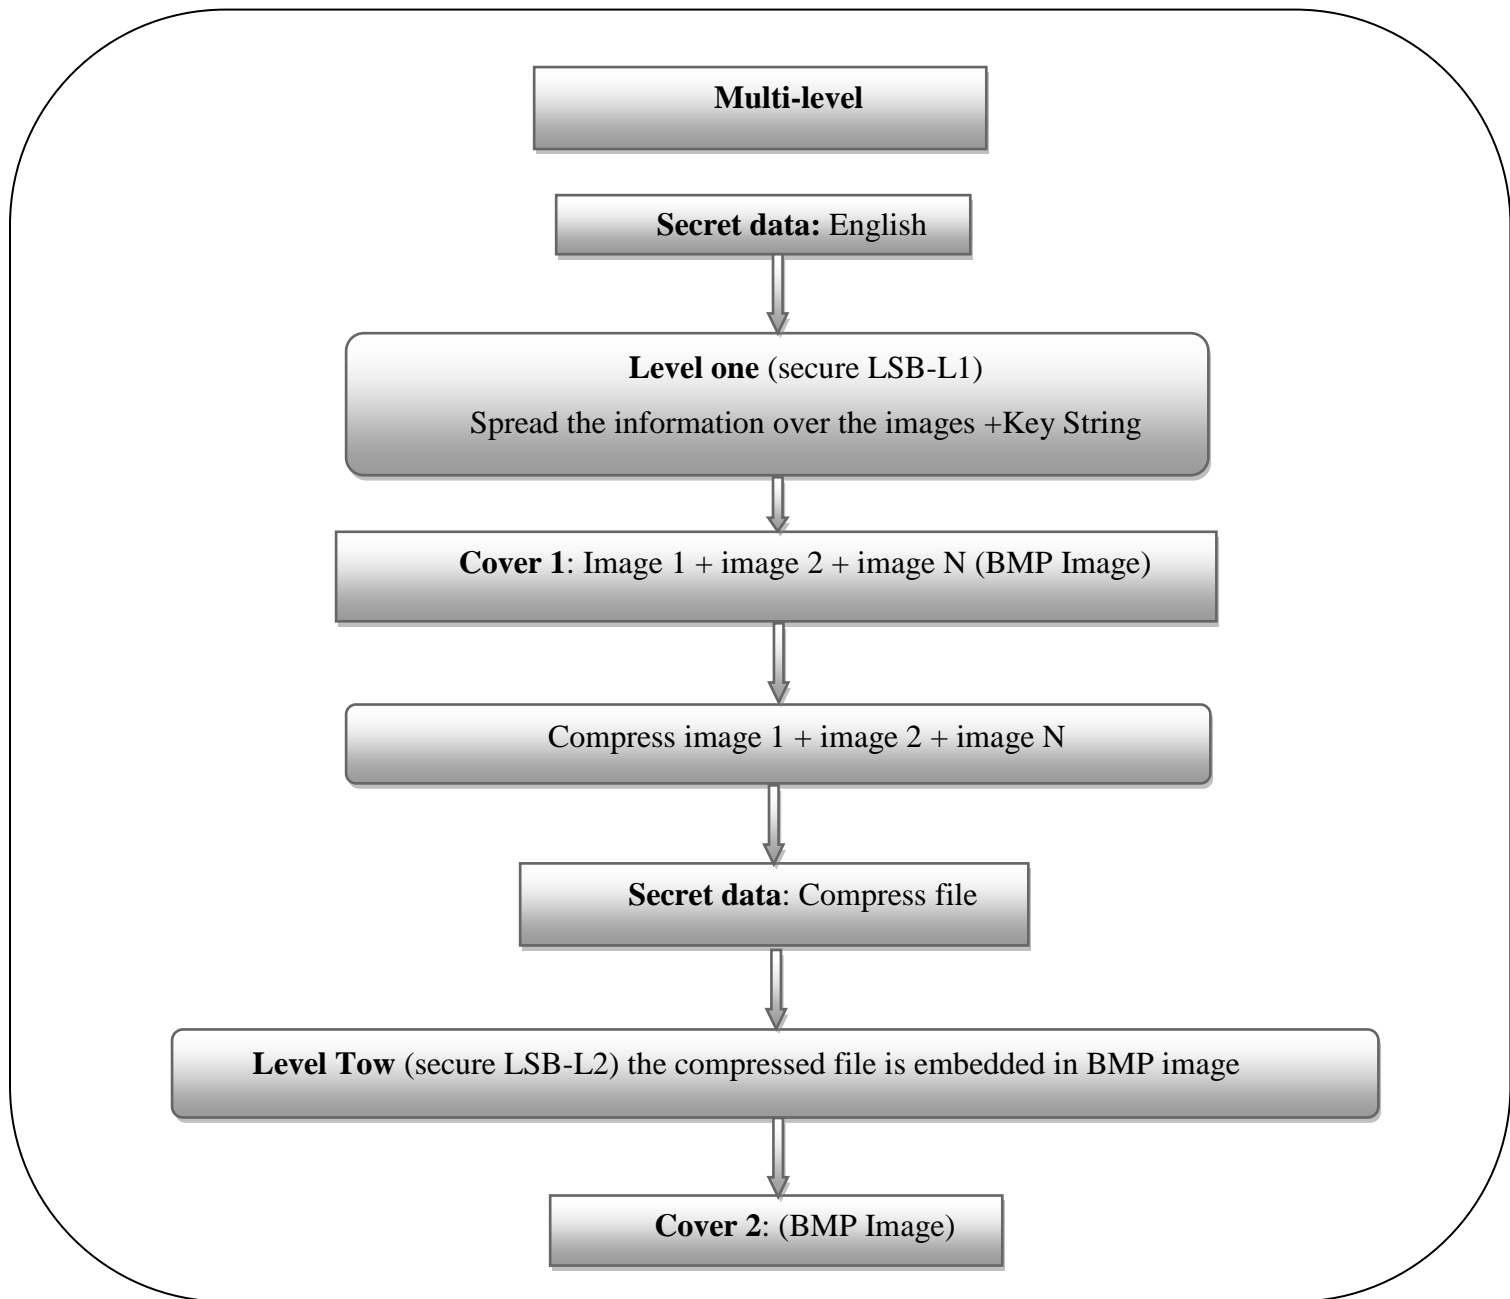 Multi-level
Secret data: English
Level one (secure LSB-L1)
Spread the information over the images +Key String
Cover 1: Image 1 + image 2 + image N (BMP Image)
Compress image 1 + image 2 + image N
Secret data: Compress file
Level Tow (secure LSB-L2) the compressed file is embedded in BMP image
Cover 2: (BMP Image)